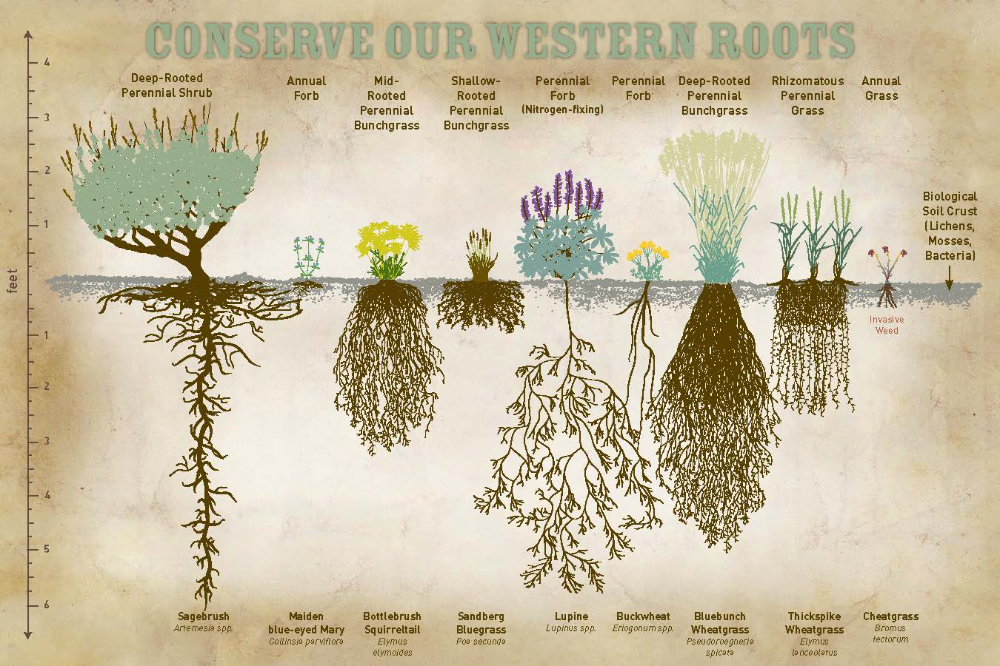 CONSERVE OUR WESTERN ROOTS
Deep-Rooted
Perennial Shrub
Annual
Forb
Mid-
Rooted
Perennial
Bunchgrass
Shallow-
Rooted
Perennial
Bunchgrass
Perennial
Forb
(Nitrogen-fixing)
Perennial
Forb
Deep-Rooted
Perennial
Bunchgrass
Rhizomatous
Perennial
Grass
Annual
Grass
Biological
Soil Crust
(Lichens,
Mosses,
Bacteria)
4
3
2
1
feet
1
2
3
4
5
6
Invasive
Weed
Sagebrush
Artemesia spp.
Maiden
blue-eyed Mary
Collinsia parviflora
Bottlebrush
Squirreltail
Elymus
elymoides
Sandberg
Bluegrass
Poa secunda
Lupine
Lupinus spp.
Buckwheat
Eriogonum spp.
Bluebunch
Wheatgrass
Pseudoroegneria
spicata
Thickspike
Wheatgrass
Elymus
lanceolatus
Cheatgrass
Bromus
tectorum